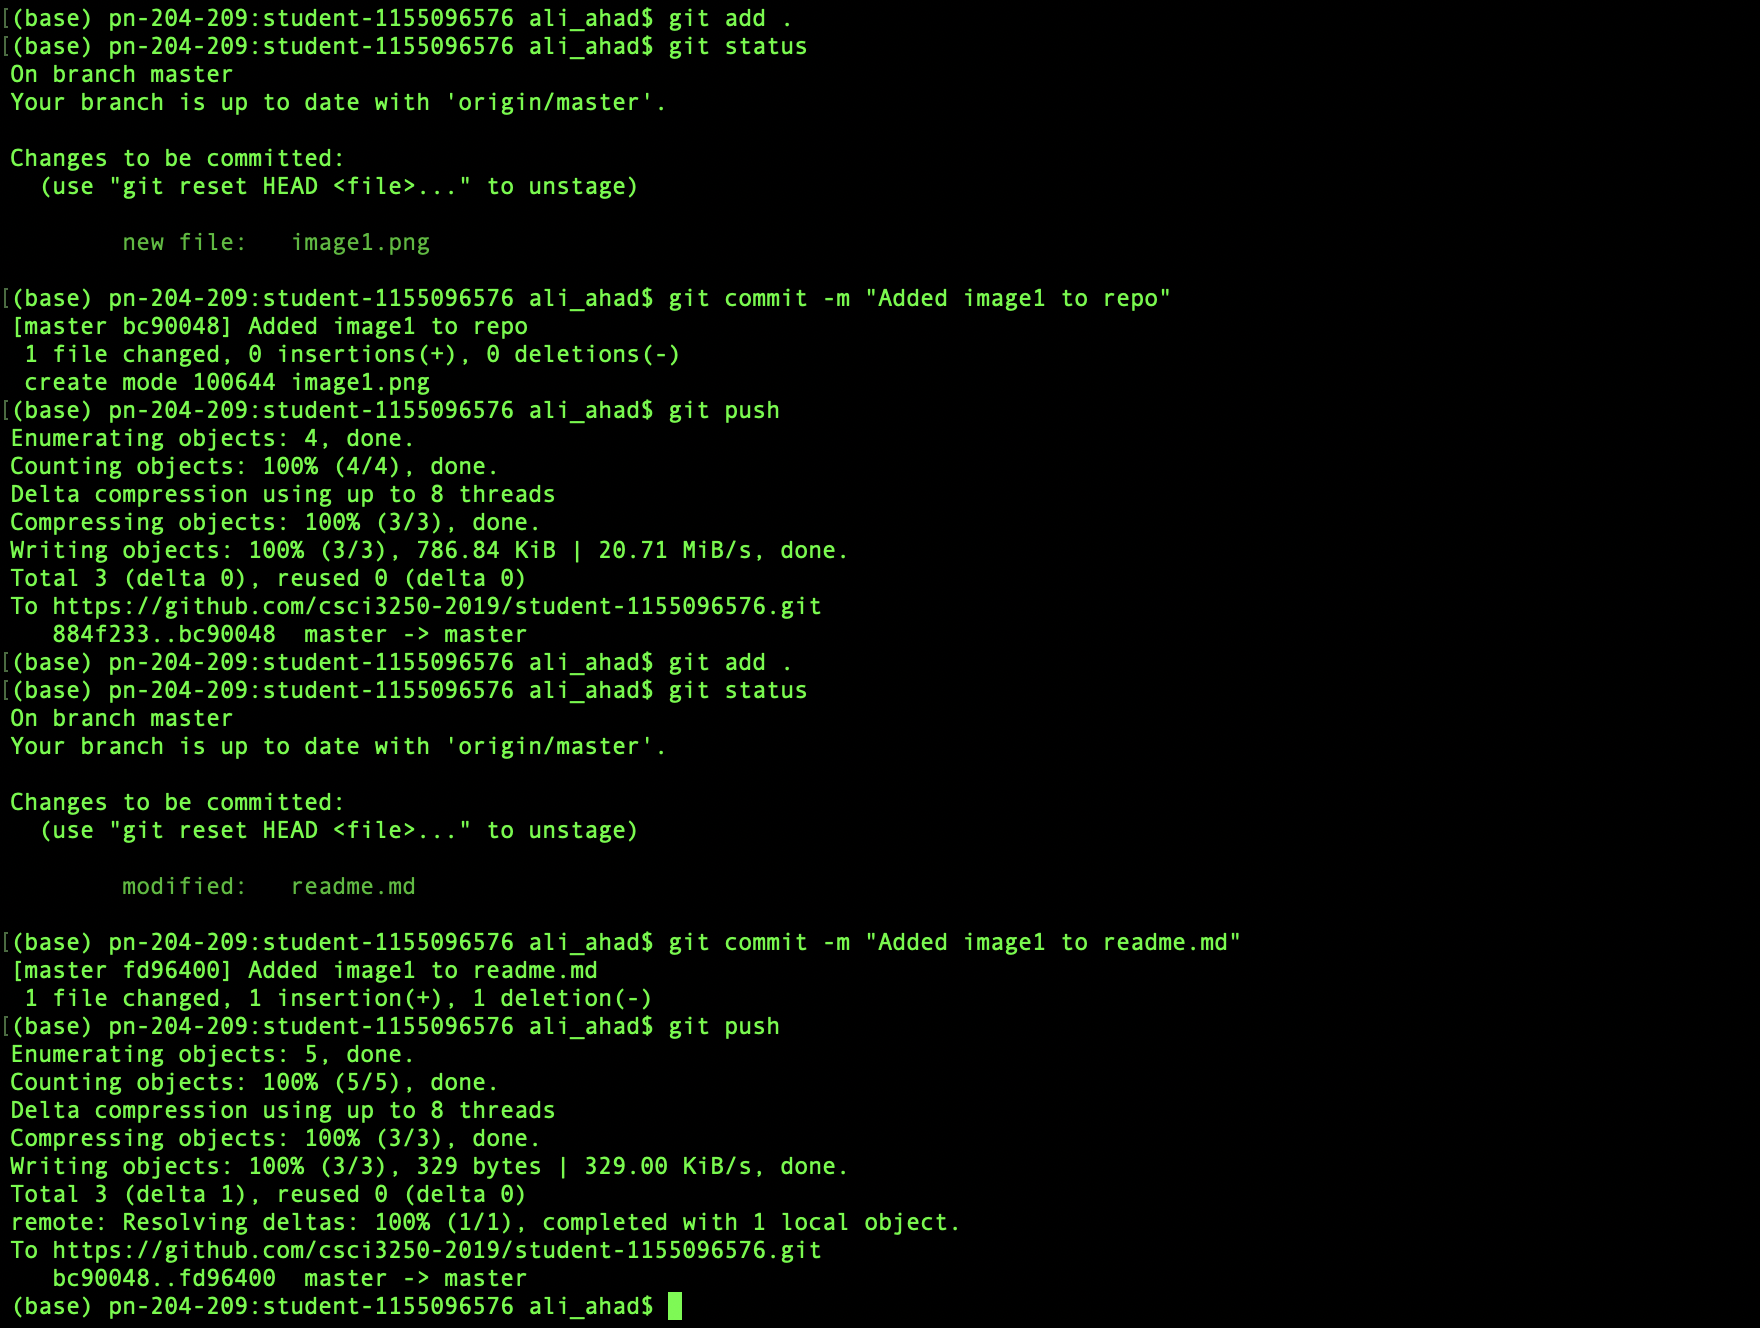 [(base) pn-204-209:student-1155096576 ali_ahad$ git add .
[(base) pn-204-209:student-1155096576 ali_ahad$ git status
On branch master
Your branch is up to date with 'origin/master'.
Changes to be committed:
(use "git reset HEAD <file>..." to unstage)
new file:   image1.png
[(base) pn-204-209:student-1155096576 ali_ahad$ git commit -m "Added image1 to repo"
[master bc90048] Added image1 to repo
1 file changed, 0 insertions(+), 0 deletions(-)
create mode 100644 image1.png
[(base) pn-204-209:student-1155096576 ali_ahad$ git push
Enumerating objects: 4, done.
Counting objects: 100% (4/4), done.
Delta compression using up to 8 threads
Compressing objects: 100% (3/3), done.
Writing objects: 100% (3/3), 786.84 KiB | 20.71 MiB/s, done.
Total 3 (delta 0), reused 0 (delta 0)
To https://github.com/csci3250-2019/student-1155096576.git
884f233..bc90048  master -> master
[(base) pn-204-209:student-1155096576 ali_ahad$ git add .
[(base) pn-204-209:student-1155096576 ali_ahad$ git status
On branch master
Your branch is up to date with 'origin/master'.
Changes to be committed:
(use "git reset HEAD <file>..." to unstage)
modified:   readme.md
[(base) pn-204-209:student-1155096576 ali_ahad$ git commit -m "Added image1 to readme.md"
[master fd96400] Added image1 to readme.md
1 file changed, 1 insertion(+), 1 deletion(-)
[(base) pn-204-209:student-1155096576 ali_ahad$ git push
Enumerating objects: 5, done.
Counting objects: 100% (5/5), done.
Delta compression using up to 8 threads
Compressing objects: 100% (3/3), done.
Writing objects: 100% (3/3), 329 bytes | 329.00 KiB/s, done.
Total 3 (delta 1), reused 0 (delta 0)
remote: Resolving deltas: 100% (1/1), completed with 1 local object.
To https://github.com/csci3250-2019/student-1155096576.git
bc90048..fd96400  master -> master
(base) pn-204-209:student-1155096576 ali_ahad$